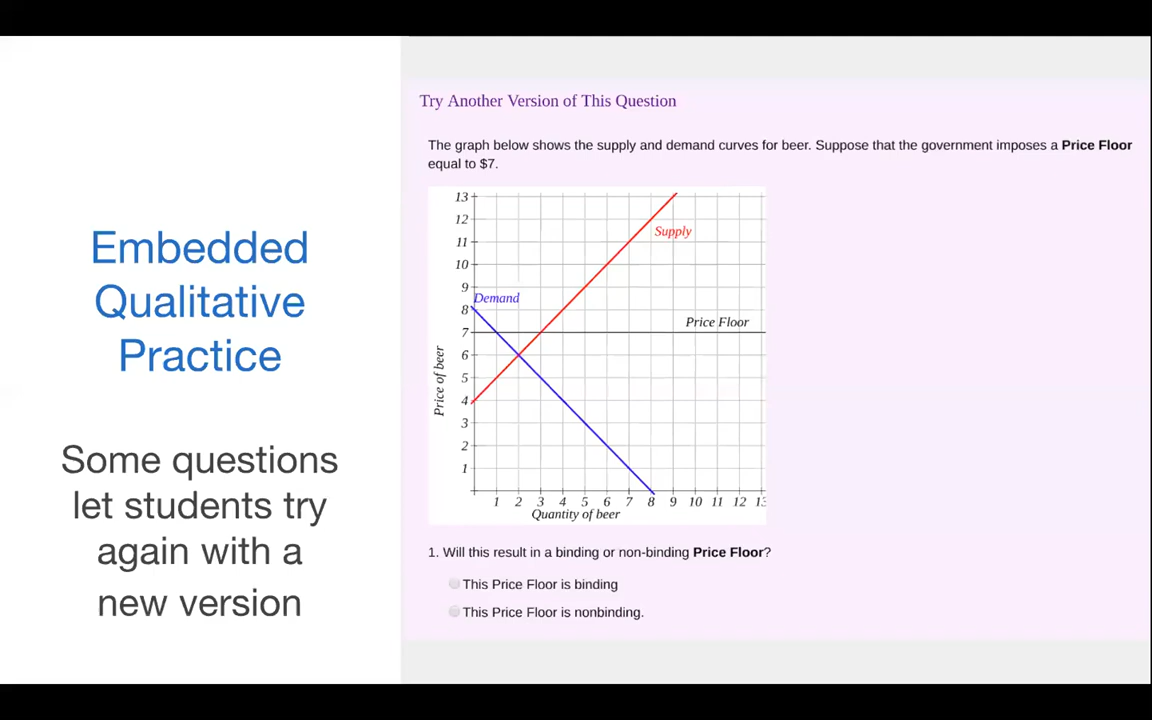 Embedded
Qualitative
Practice
Some questions
let students try
again with a
new version
Try Another Version of This Question
The graph below shows the supply and demand curves for beer. Suppose that the government imposes a Price Floor
equal to $7.
13
12
11
10
9
8
7
6
5
4
3
2
1
Supply
Demand
Price Floor
Price of beer
1 2 3 4 5 6 7 8 9 10 11 12 13
Quantity of beer
1. Will this result in a binding or non-binding Price Floor?
This Price Floor is binding
This Price Floor is nonbinding.